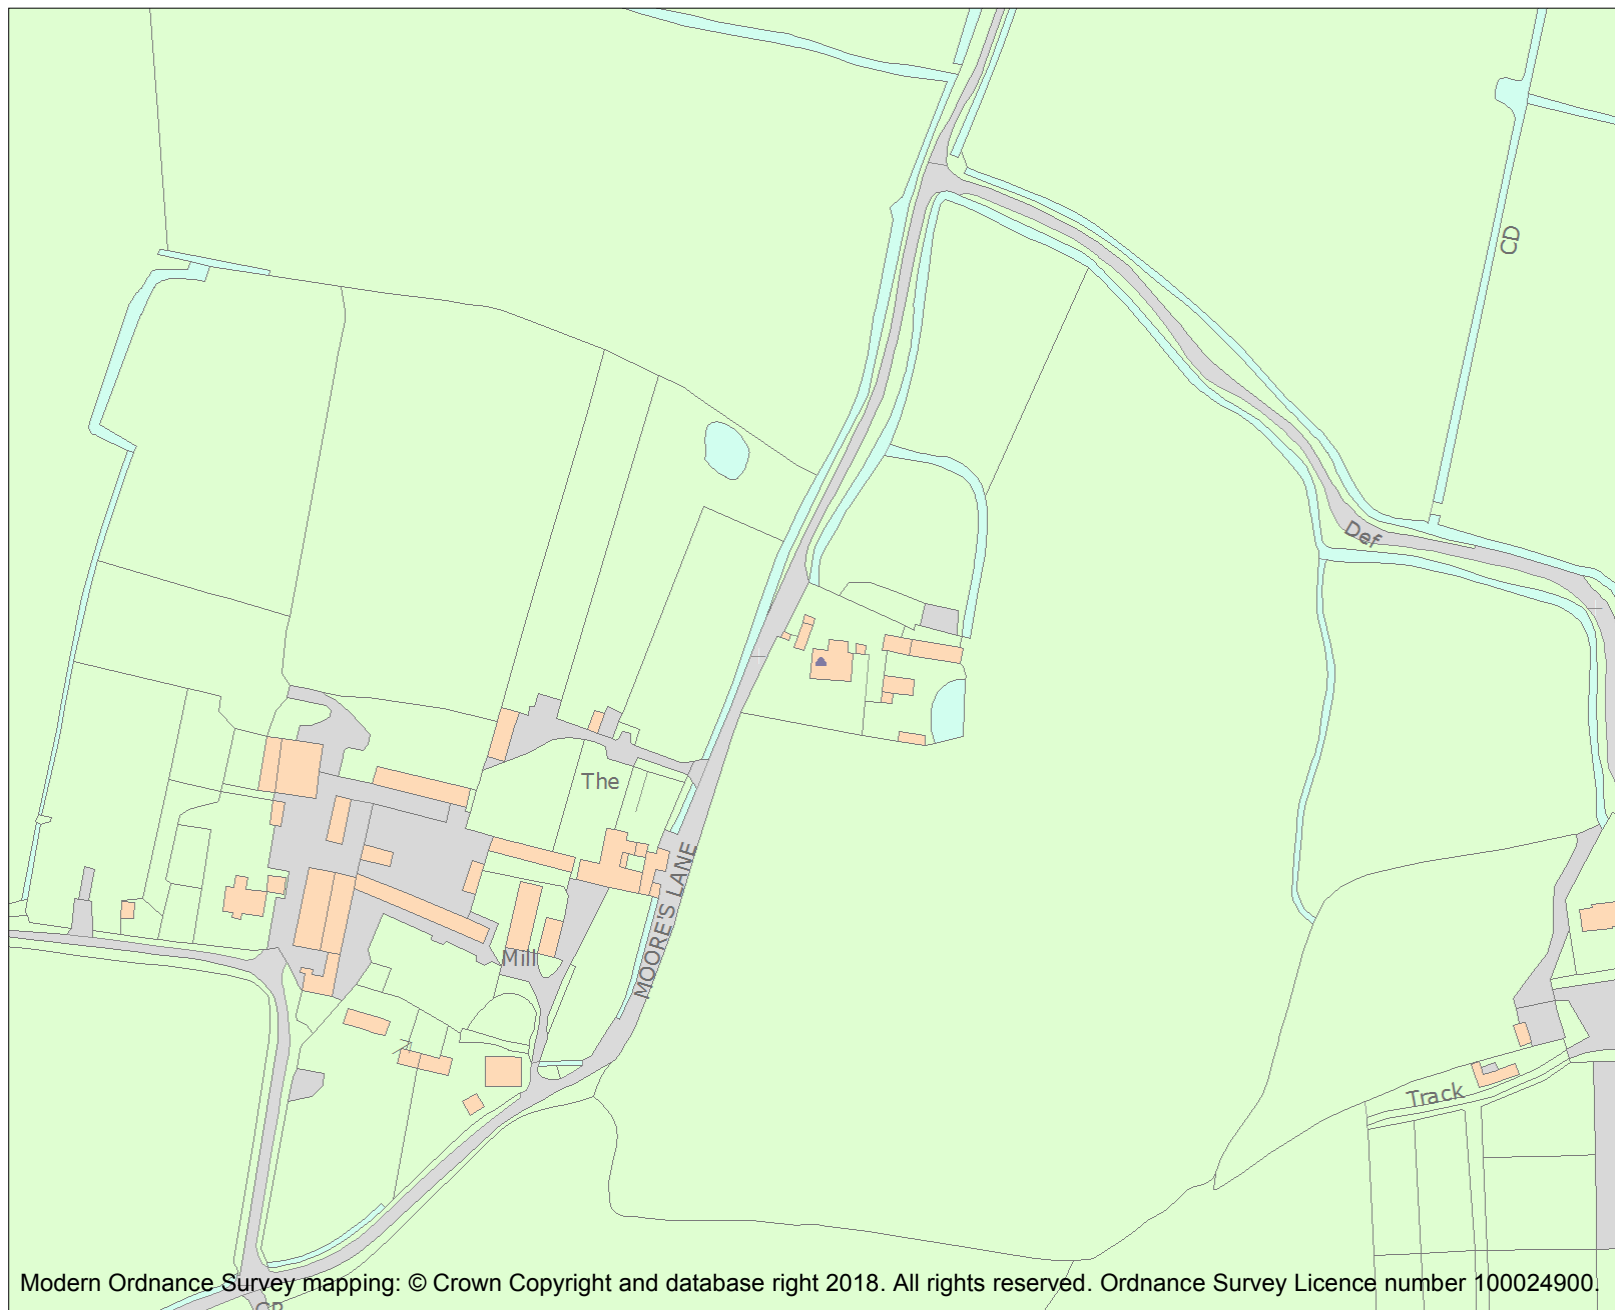 CD
Def
The
MOORE'S LANE
Mill
Track
Modern Ordnance Survey mapping: © Crown Copyright and database right 2018. All rights reserved. Ordnance Survey Licence number 100024900.